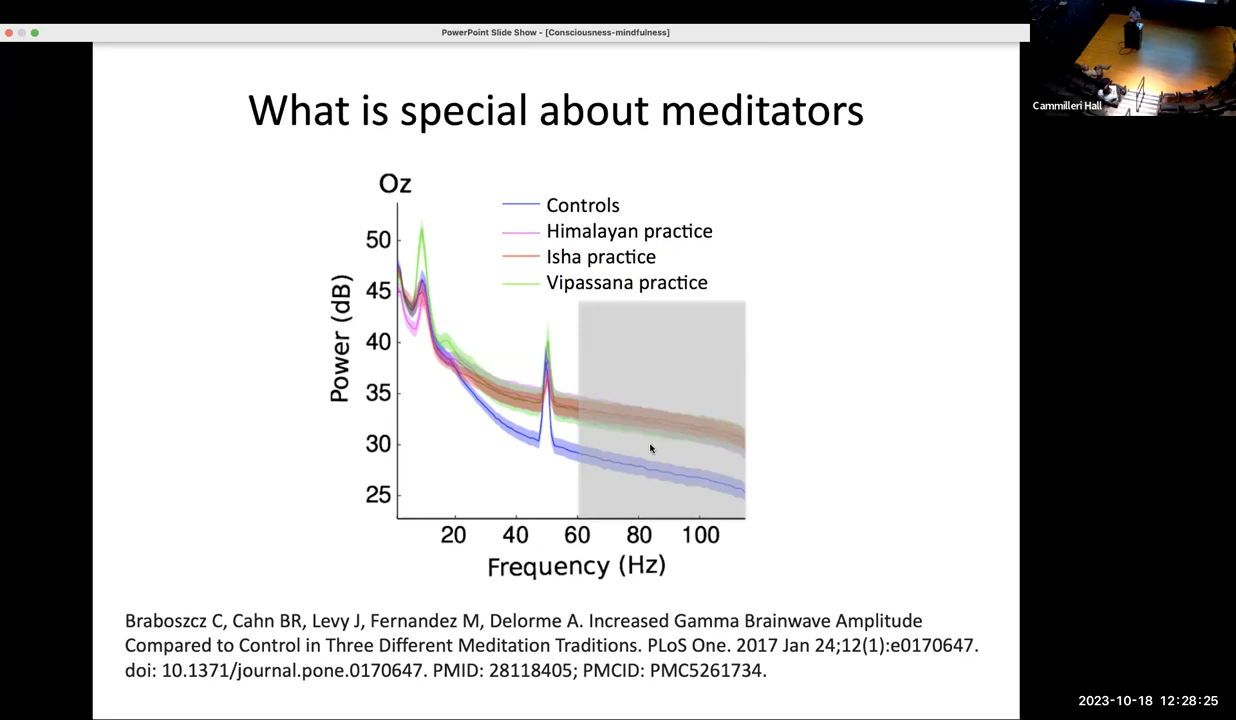 PowerPoint Slide Show - [Consciousness-mindfulness]
Cammilleri Hall
What is special about meditators
Oz
Controls
Himalayan practice
Isha practice
Vipassana practice
Power (dB)
50
45
40
35
30
25
20 40 60 80 100
Frequency (Hz)
Braboszcz C, Cahn BR, Levy J, Fernandez M, Delorme A. Increased Gamma Brainwave Amplitude
Compared to Control in Three Different Meditation Traditions. PLoS One. 2017 Jan 24;12(1):e0170647.
doi: 10.1371/journal.pone.0170647. PMID: 28118405; PMCID: PMC5261734.
2023-10-18 12:28:25